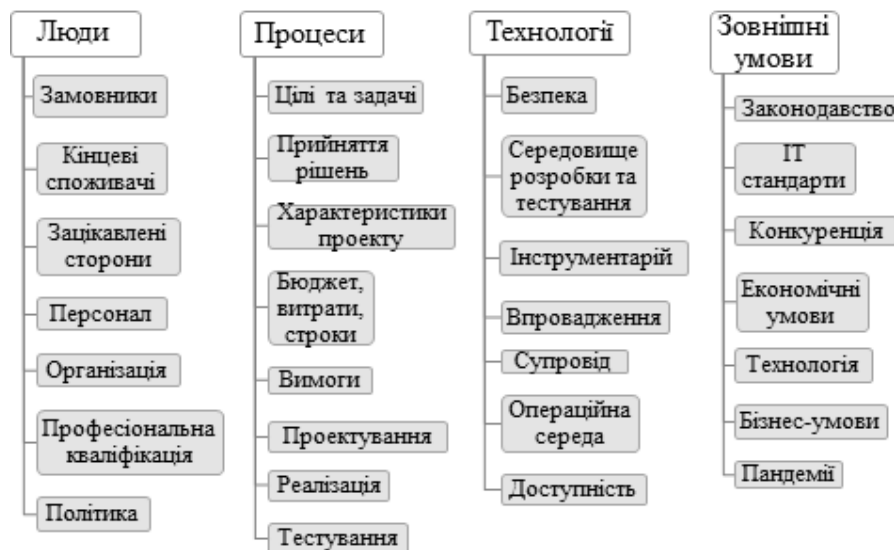 Люди
Замовники
Кінцеві
споживачі
Зацікавлені
сторони
Персонал
Організація
Професіональна
кваліфікація
Політика
Процеси
Цілі та задачі
Прийняття
рішень
Характеристики
проекту
Бюджет,
витрати,
строки
Вимоги
Проектування
Реалізація
Тестування
Технології
Безпека
Середовище
розробки та
тестування
Інструментарій
Впровадження
Супровід
Операційна
середа
Доступність
Зовнішні
умови
Законодавство
ІТ
стандарти
Конкуренція
Економічні
умови
Технологія
Бізнес-умови
Пандемії